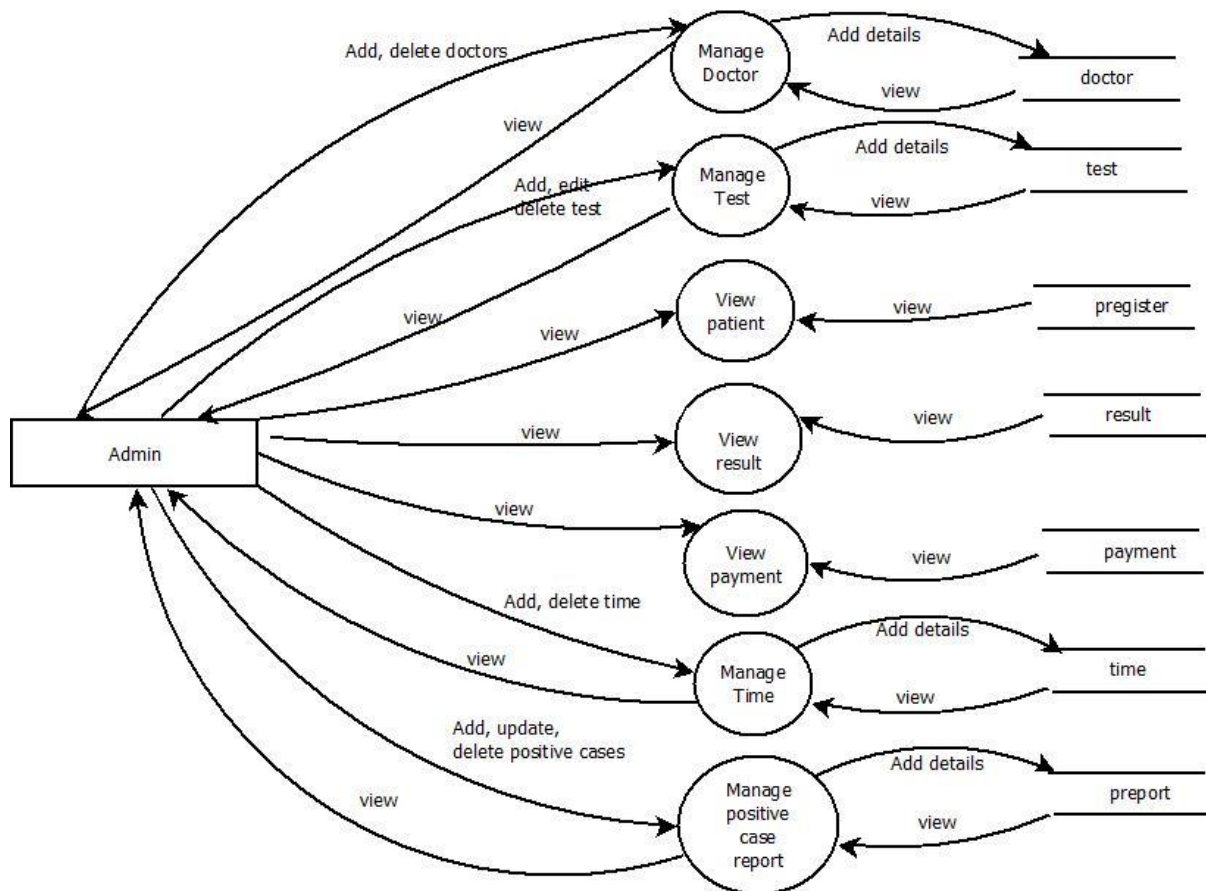 Add, delete doctors
Manage
Doctor
Add details
doctor
view
view
Add, edit
delete test
Manage
Test
Add details
test
view
view
View
patient
view
pregister
view
View
result
view
result
view
Admin
View
payment
view
payment
view
Add, delete time
Manage
Time
Add details
time
view
view
Add, update,
delete positive cases
Manage
positive
case
report
Add details
preport
view
view